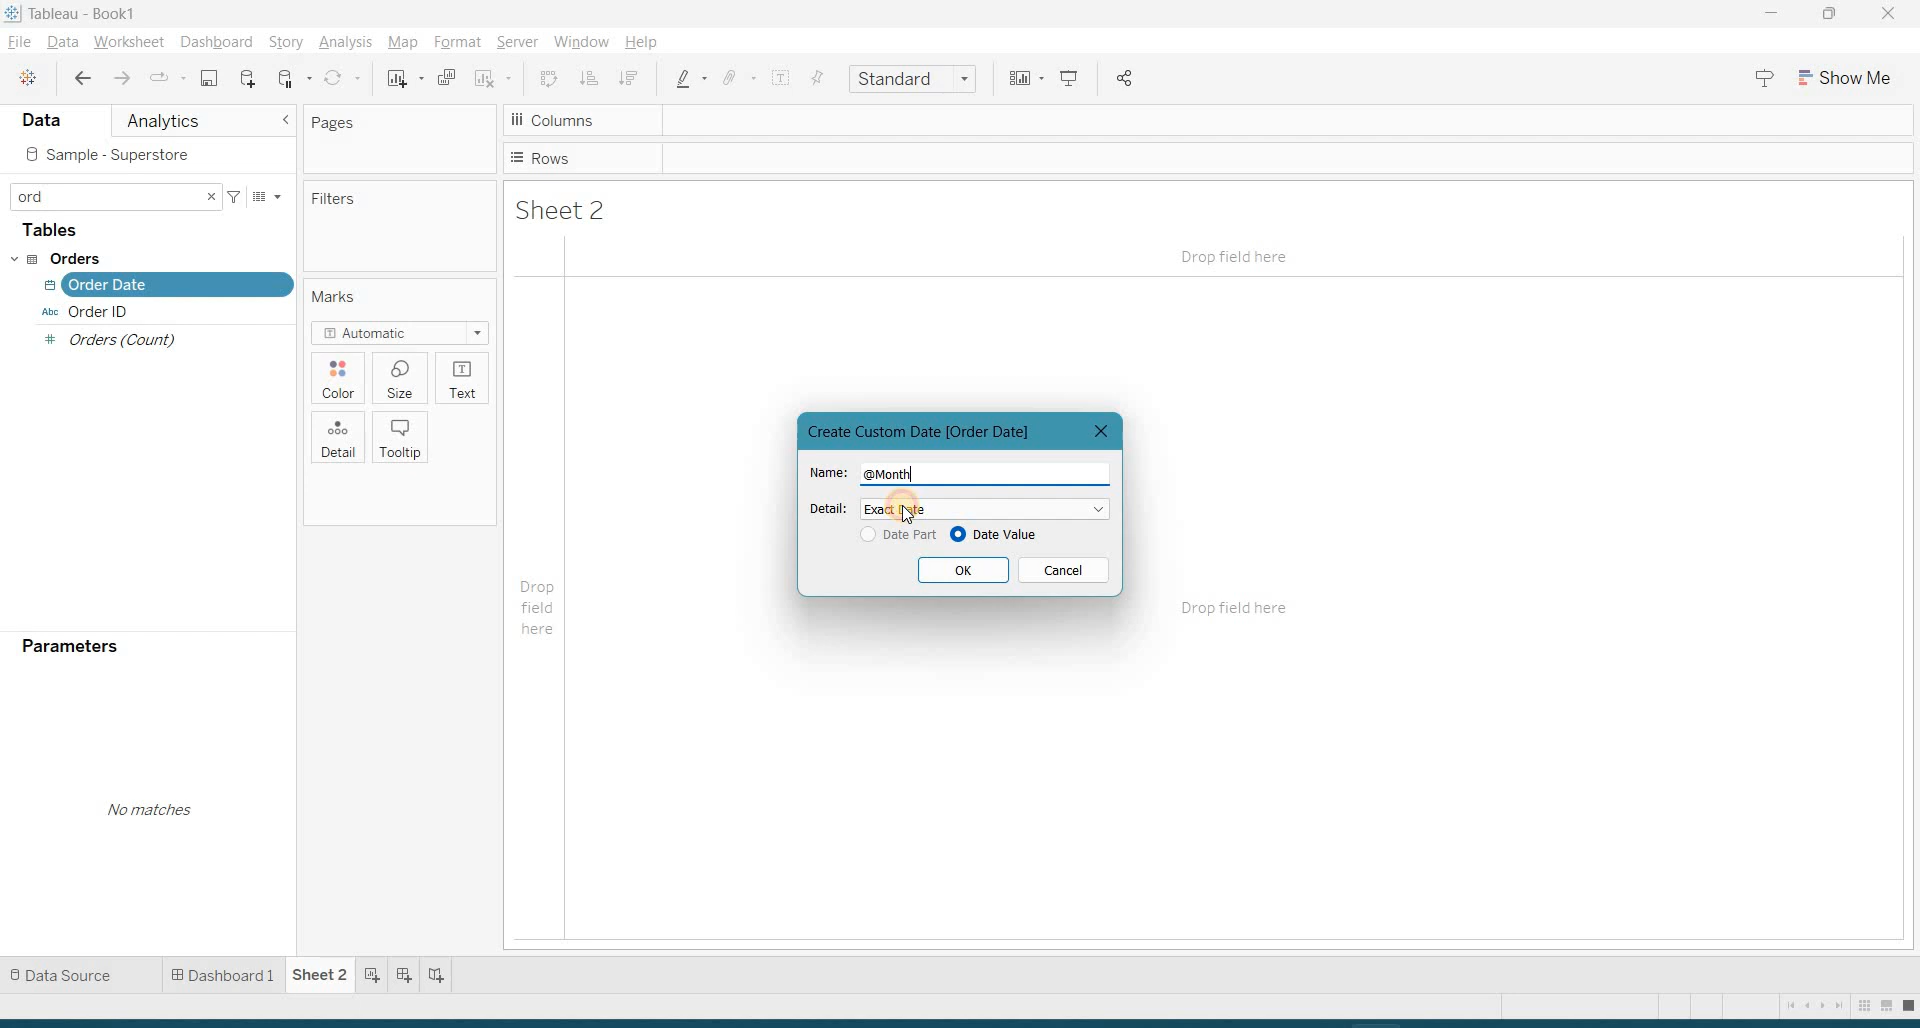 Tableau - Book1
File Data Worksheet Dashboard Story Analysis Map Format Server Window Help
Standard
Show Me
Data
Analytics
Pages
Columns
Sample - Superstore
Rows
ord
Filters
Sheet 2
Tables
Orders
Drop field here
Order Date
Abc Order ID
Marks
Orders (Count)
Automatic
Color
Size
Text
Detail
Tooltip
Create Custom Date [Order Date]
Name: @Month
Detail: Exact Date
Date Part
Date Value
OK
Cancel
Drop
field
here
Drop field here
Parameters
No matches
Data Source
Dashboard 1
Sheet 2